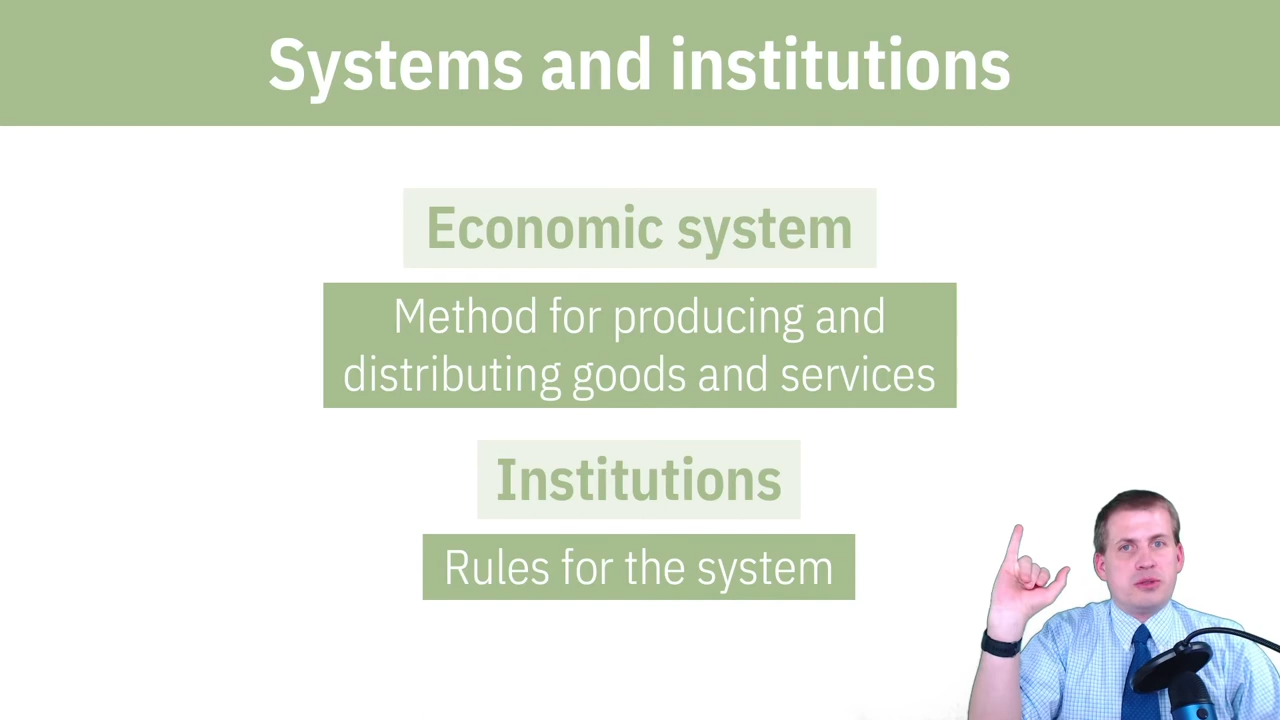 Systems and institutions
Economic system
Method for producing and
distributing goods and services
Institutions
Rules for the system